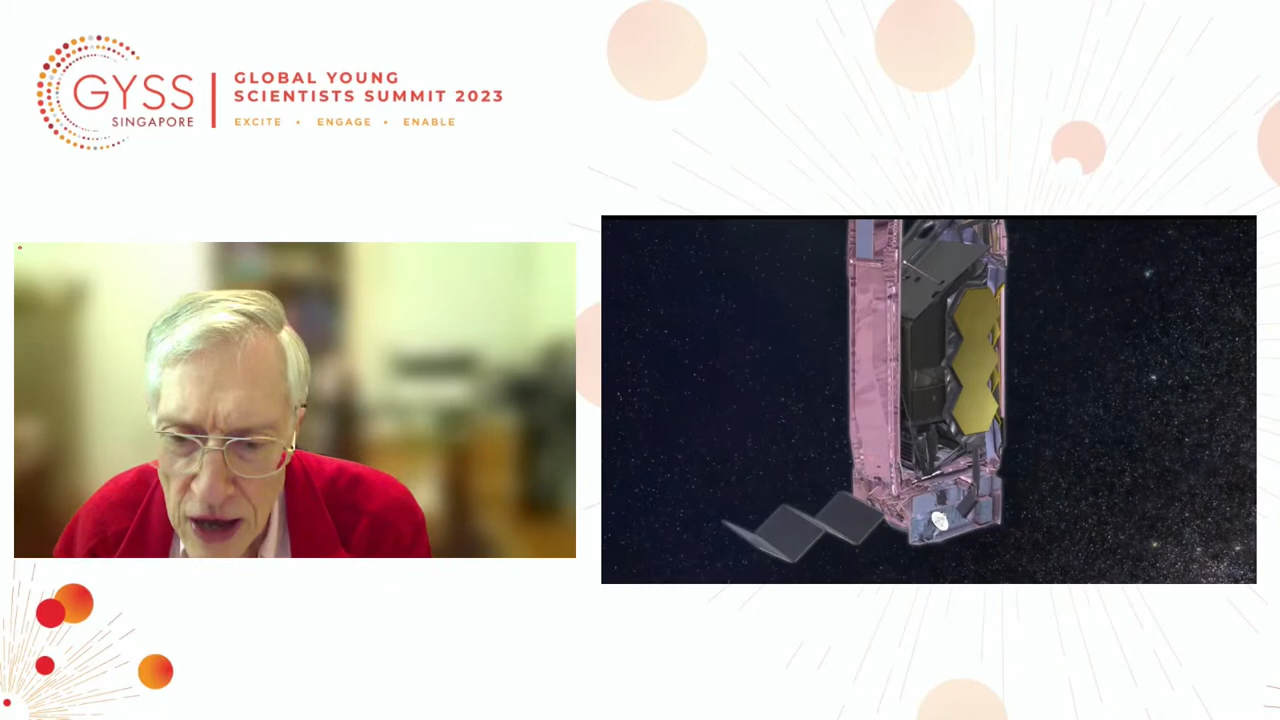 GYSS
SINGAPORE
GLOBAL YOUNG
SCIENTISTS SUMMIT 2023
EXCITE • ENGAGE • ENABLE